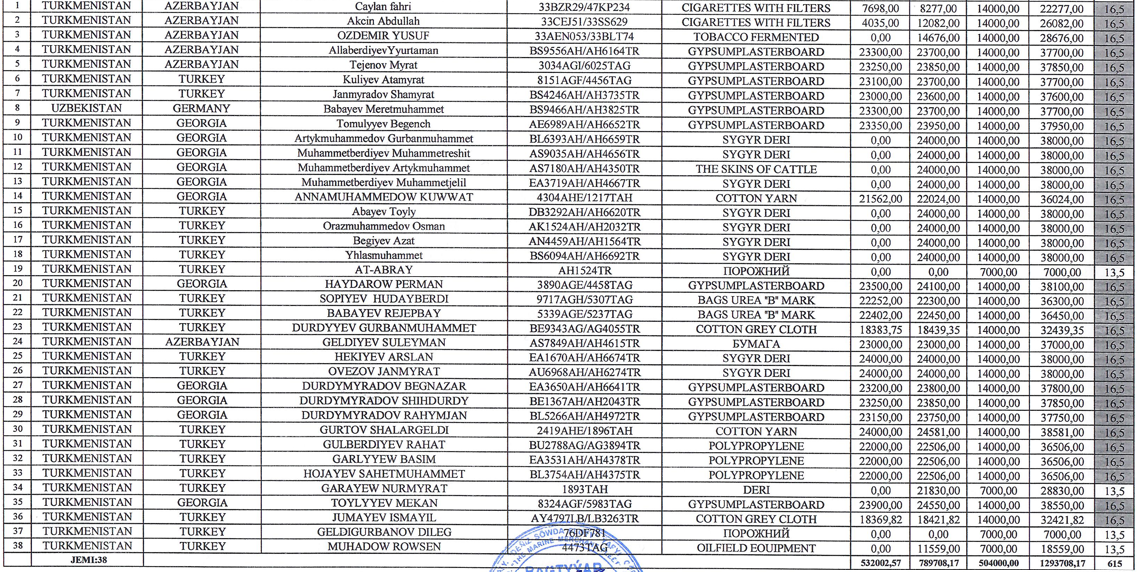 1 TURKMENISTAN AZERBAYJAN Caylan fahri 33BZR29/47KP234 CIGARETTES WITH FILTERS 7698,00 8277,00 14000,00 22277,00 16,5
2 TURKMENISTAN AZERBAYJAN Akcin Abdullah 33CEJ51/33SS629 CIGARETTES WITH FILTERS 4035,00 12082,00 14000,00 26082,00 16,5
3 TURKMENISTAN AZERBAYJAN OZDEMIR YUSUF 33AEN053/33BLT74 TOBACCO FERMENTED 0,00 14676,00 14000,00 28676,00 16,5
4 TURKMENISTAN AZERBAYJAN AllaberdiyevYyurtaman BS9556AH/AH6164TR GYPSUMPLASTERBOARD 23300,00 23700,00 14000,00 37700,00 16,5
5 TURKMENISTAN AZERBAYJAN Tejenov Myrat 3034AGI/6025TAG GYPSUMPLASTERBOARD 23250,00 23850,00 14000,00 37850,00 16,5
6 TURKMENISTAN TURKEY Kuliyev Atamyrat 8151AGF/4456TAG GYPSUMPLASTERBOARD 23100,00 23700,00 14000,00 37700,00 16,5
7 TURKMENISTAN TURKEY Janmyradov Shamyrat BS4246AH/AH3735TR GYPSUMPLASTERBOARD 23000,00 23600,00 14000,00 37600,00 16,5
8 UZBEKISTAN GERMANY Babayev Meretmuhammet BS9466AH/AH3825TR GYPSUMPLASTERBOARD 23300,00 23700,00 14000,00 37700,00 16,5
9 TURKMENISTAN GEORGIA Tomulyyev Begench AE6989AH/AH6652TR GYPSUMPLASTERBOARD 23350,00 23950,00 14000,00 37950,00 16,5
10 TURKMENISTAN GEORGIA Artykmuhammedov Gurbanmuhammet BL6393AH/AH6659TR SYGYR DERI 0,00 24000,00 14000,00 38000,00 16,5
11 TURKMENISTAN GEORGIA Muhammetberdiyev Muhammetreshit AS9035AH/AH4656TR SYGYR DERI 0,00 24000,00 14000,00 38000,00 16,5
12 TURKMENISTAN GEORGIA Muhammetberdiyev Artykmuhammet AS7180AH/AH4350TR THE SKINS OF CATTLE 0,00 24000,00 14000,00 38000,00 16,5
13 TURKMENISTAN GEORGIA Muhammetberdiyev Muhammetjelil EA3719AH/AH4667TR SYGYR DERI 0,00 24000,00 14000,00 38000,00 16,5
14 TURKMENISTAN GEORGIA ANNAMUHAMMEDOW KUWWAT 4304AHE/1217TAH COTTON YARN 21562,00 22024,00 14000,00 36024,00 16,5
15 TURKMENISTAN TURKEY Abayev Toyly DB3292AH/AH6620TR SYGYR DERI 0,00 24000,00 14000,00 38000,00 16,5
16 TURKMENISTAN TURKEY Orazmuhammedov Osman AK1524AH/AH2032TR SYGYR DERI 0,00 24000,00 14000,00 38000,00 16,5
17 TURKMENISTAN TURKEY Begiyev Azat AN4459AH/AH1564TR SYGYR DERI 0,00 24000,00 14000,00 38000,00 16,5
18 TURKMENISTAN TURKEY Yhlasmuhammet BS6094AH/AH6692TR SYGYR DERI 0,00 24000,00 14000,00 38000,00 16,5
19 TURKMENISTAN TURKEY AT-ABRAY AH1524TR ПОРОЖНИЙ 0,00 0,00 7000,00 7000,00 13,5
20 TURKMENISTAN GEORGIA HAYDAROW PERMAN 3890AGE/4458TAG GYPSUMPLASTERBOARD 23500,00 24100,00 14000,00 38100,00 16,5
21 TURKMENISTAN TURKEY SOPIYEV HUDAYBERDI 9717AGH/5307TAG BAGS UREA "B" MARK 22252,00 22300,00 14000,00 36300,00 16,5
22 TURKMENISTAN TURKEY BABAYEV REJEPBAY 5339AGE/5237TAG BAGS UREA "B" MARK 22402,00 22450,00 14000,00 36450,00 16,5
23 TURKMENISTAN TURKEY DURDYYEV GURBANMUHAMMET BE9343AG/AG4055TR COTTON GREY CLOTH 18383,75 18439,35 14000,00 32439,35 16,5
24 TURKMENISTAN AZERBAYJAN GELDIYEV SULEYMAN AS7849AH/AH4615TR БУМАГА 23000,00 23000,00 14000,00 37000,00 16,5
25 TURKMENISTAN TURKEY HEKIYEV ARSLAN EA1670AH/AH6674TR SYGYR DERI 24000,00 24000,00 14000,00 38000,00 16,5
26 TURKMENISTAN TURKEY OVEZOV JANMYRAT AU6968AH/AH6274TR SYGYR DERI 24000,00 24000,00 14000,00 38000,00 16,5
27 TURKMENISTAN GEORGIA DURDYMYRADOV BEGNAZAR EA3650AH/AH6641TR GYPSUMPLASTERBOARD 23200,00 23800,00 14000,00 37800,00 16,5
28 TURKMENISTAN GEORGIA DURDYMYRADOV SHIHDURDY BE1367AH/AH2043TR GYPSUMPLASTERBOARD 23250,00 23850,00 14000,00 37850,00 16,5
29 TURKMENISTAN GEORGIA DURDYMYRADOV RAHYMJAN BL5266AH/AH4972TR GYPSUMPLASTERBOARD 23150,00 23750,00 14000,00 37750,00 16,5
30 TURKMENISTAN TURKEY GURTOV SHALARGELDI 2419AHE/1896TAH COTTON YARN 24000,00 24581,00 14000,00 38581,00 16,5
31 TURKMENISTAN TURKEY GULBERDIYEV RAHAT BU2788AG/AG3894TR POLYPROPYLENE 22000,00 22506,00 14000,00 36506,00 16,5
32 TURKMENISTAN TURKEY GARLYYEW BASIM EA3531AH/AH4378TR POLYPROPYLENE 22000,00 22506,00 14000,00 36506,00 16,5
33 TURKMENISTAN TURKEY HOJAYEV SAHETMUHAMMET BL3754AH/AH4375TR POLYPROPYLENE 22000,00 22506,00 14000,00 36506,00 16,5
34 TURKMENISTAN TURKEY GARAYEW NURMYRAT 1893TAH DERI 0,00 21830,00 7000,00 28830,00 13,5
35 TURKMENISTAN GEORGIA TOYLYYEV MEKAN 8324AGF/5983TAG GYPSUMPLASTERBOARD 23900,00 24550,00 14000,00 38550,00 16,5
36 TURKMENISTAN TURKEY JUMAYEV ISMAYIL AY4797LB/LB3263TR COTTON GREY CLOTH 18369,82 18421,82 14000,00 32421,82 16,5
37 TURKMENISTAN TURKEY GELDIGURBANOV DILEG 76DF781 ПОРОЖНИЙ 0,00 0,00 7000,00 7000,00 13,5
38 TURKMENISTAN TURKEY MUHADOW ROWSEN 4473TAG OILFIELD EOUIPMENT 0,00 11559,00 7000,00 18559,00 13,5
JEMI:38 532002,57 789708,17 504000,00 1293708,17 615